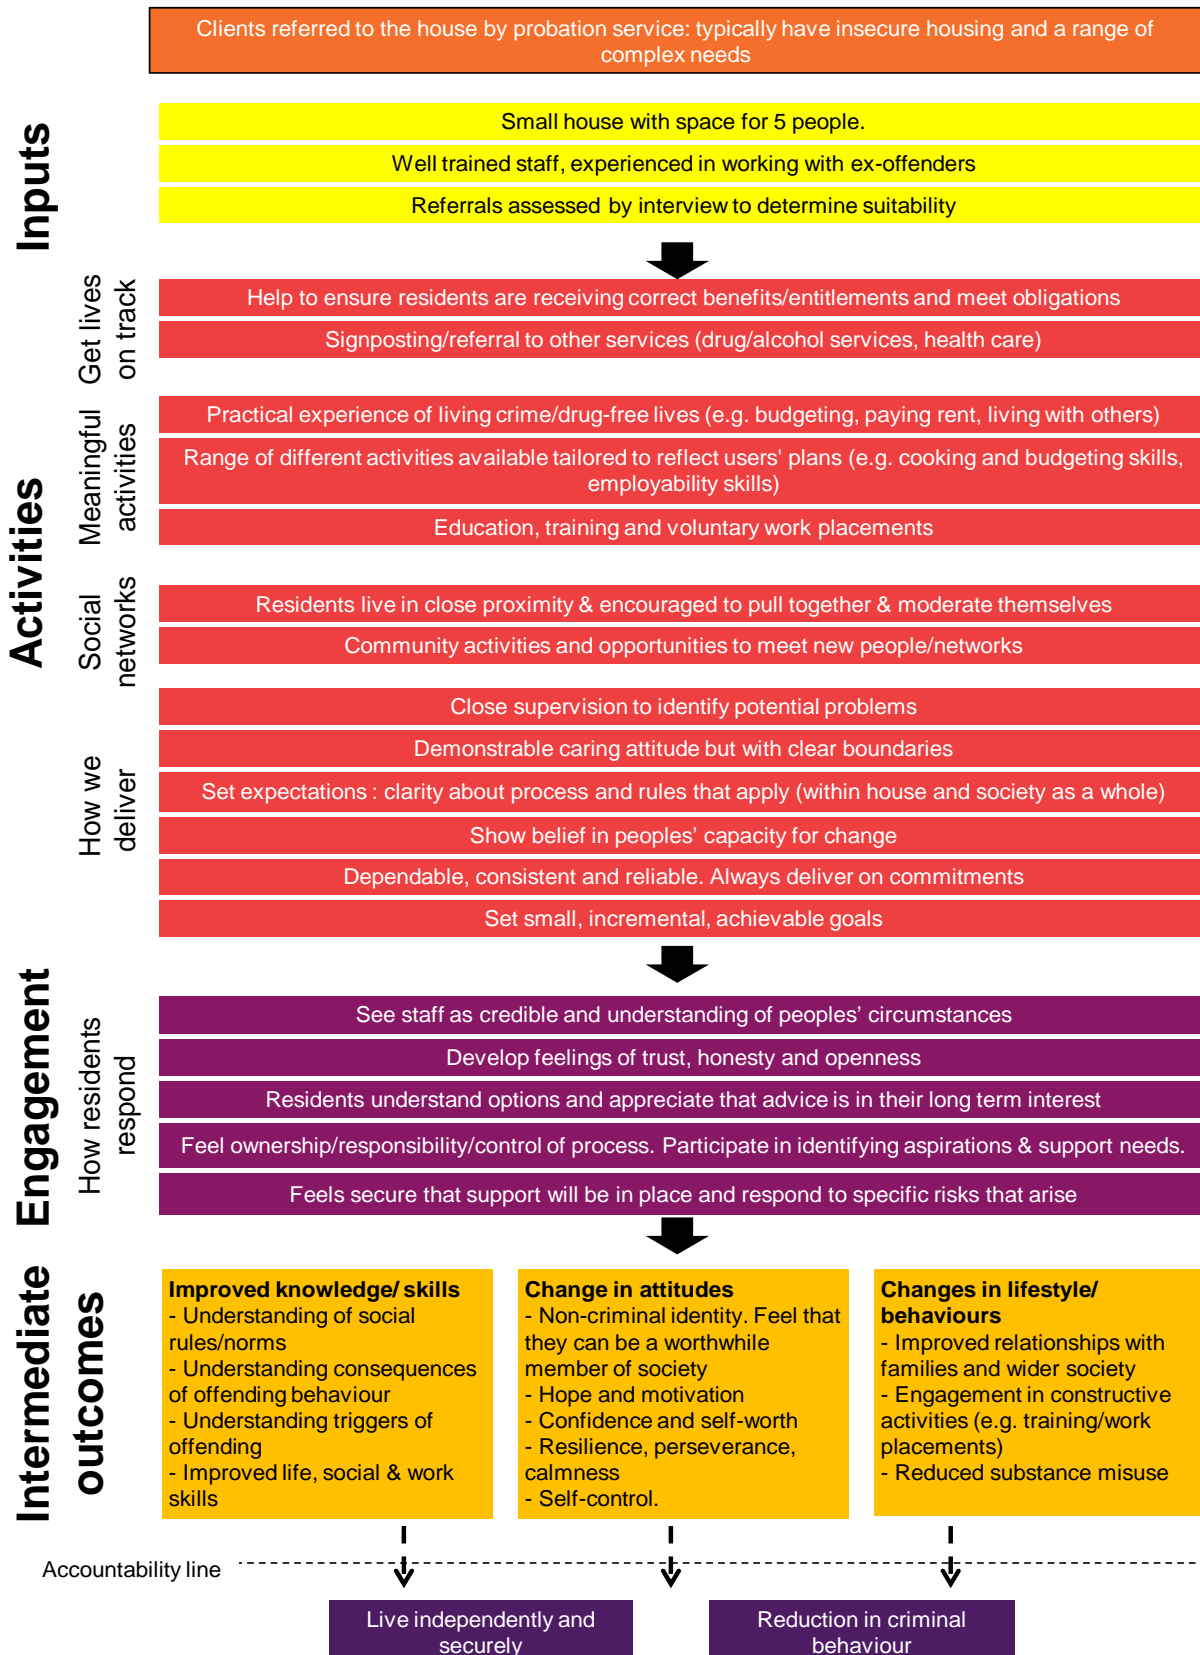 Clients referred to the house by probation service: typically have insecure housing and a range of
complex needs
Inputs
Small house with space for 5 people.
Well trained staff, experienced in working with ex-offenders
Referrals assessed by interview to determine suitability
Activities
Get lives
on track
Help to ensure residents are receiving correct benefits/entitlements and meet obligations
Signposting/referral to other services (drug/alcohol services, health care)
Meaningful
activities
Practical experience of living crime/drug-free lives (e.g. budgeting, paying rent, living with others)
Range of different activities available tailored to reflect users' plans (e.g. cooking and budgeting skills,
employability skills)
Education, training and voluntary work placements
Social
networks
Residents live in close proximity & encouraged to pull together & moderate themselves
Community activities and opportunities to meet new people/networks
How we
deliver
Close supervision to identify potential problems
Demonstrable caring attitude but with clear boundaries
Set expectations : clarity about process and rules that apply (within house and society as a whole)
Show belief in peoples’ capacity for change
Dependable, consistent and reliable. Always deliver on commitments
Set small, incremental, achievable goals
Engagement
How residents
respond
See staff as credible and understanding of peoples’ circumstances
Develop feelings of trust, honesty and openness
Residents understand options and appreciate that advice is in their long term interest
Feel ownership/responsibility/control of process. Participate in identifying aspirations & support needs.
Feels secure that support will be in place and respond to specific risks that arise
Intermediate
outcomes
Improved knowledge/ skills
- Understanding of social
rules/norms
- Understanding consequences
of offending behaviour
- Understanding triggers of
offending
- Improved life, social & work
skills
Change in attitudes
- Non-criminal identity. Feel that
they can be a worthwhile
member of society
- Hope and motivation
- Confidence and self-worth
- Resilience, perseverance,
calmness
- Self-control.
Changes in lifestyle/
behaviours
- Improved relationships with
families and wider society
- Engagement in constructive
activities (e.g. training/work
placements)
- Reduced substance misuse
Accountability line
Live independently and
securely
Reduction in criminal
behaviour